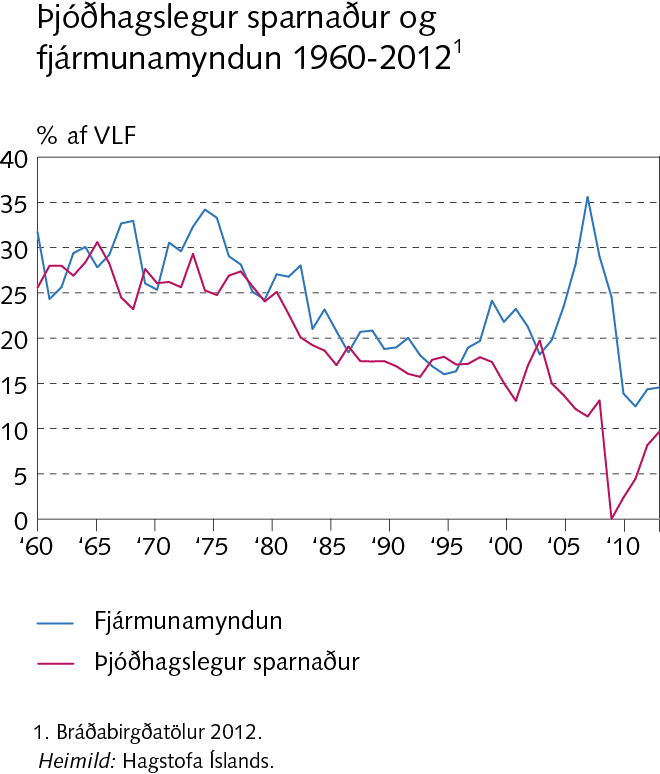 Þjóðhagslegur sparnaður og
fjármunamyndun 1960-2012¹
% af VLF
40
35
30
25
20
15
10
5
0
‘60 ‘65 ‘70 ‘75 ‘80 ‘85 ‘90 ‘95 ‘00 ‘05 ‘10
Fjármunamyndun
Þjóðhagslegur sparnaður
1. Bráðabirgðatölur 2012.
Heimild: Hagstofa Íslands.